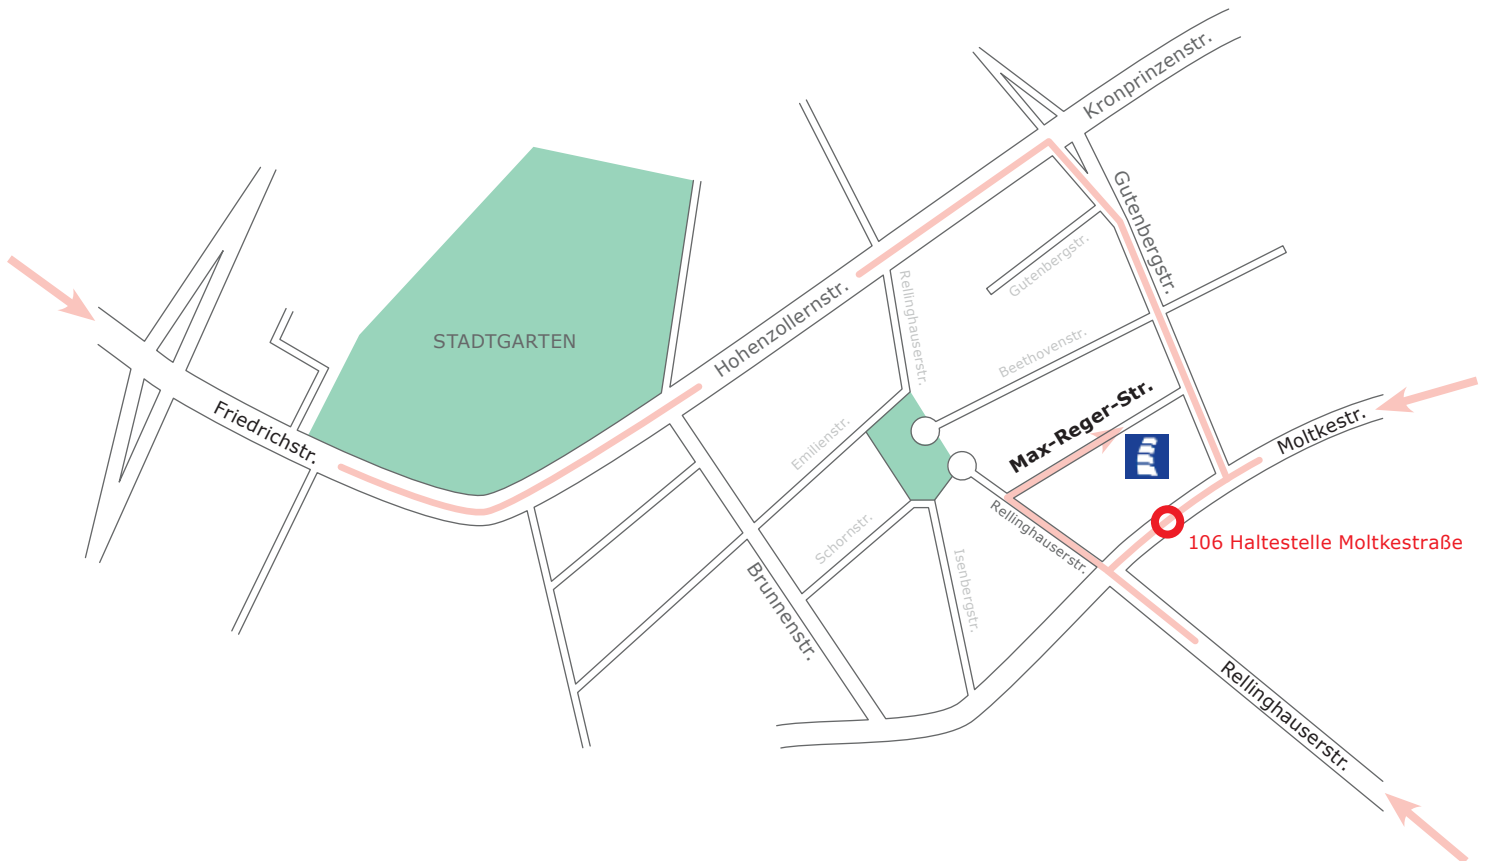 Kronprinzenstr.
Gutenbergstr.
Gutenbergstr.
Rellinghauserstr.
Hohenzollernstr.
STADTGARTEN
Beethovenstr.
Max-Reger-Str.
Friedrichstr.
Emilienstr.
Moltkestr.
Rellinghauserstr.
Schornstr.
106 Haltestelle Moltkestraße
Isenbergstr.
Brunnenstr.
Rellinghauserstr.